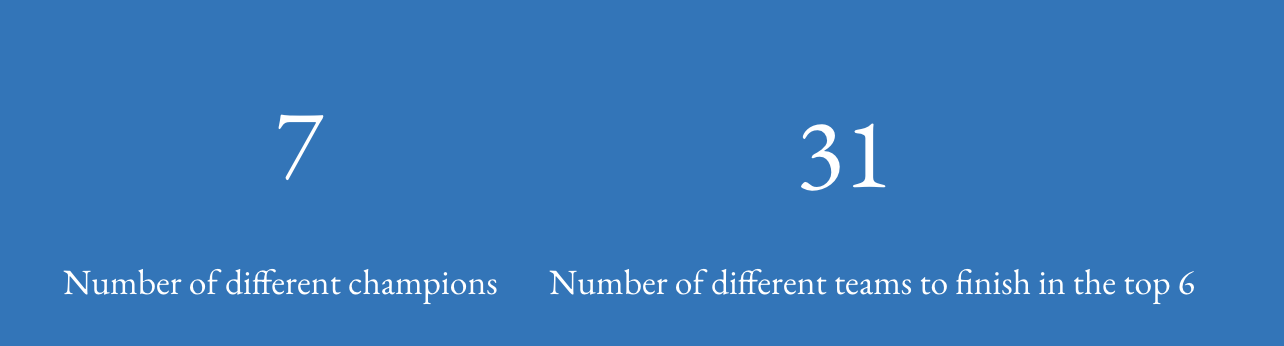 7
31
Number of different champions
Number of different teams to finish in the top 6